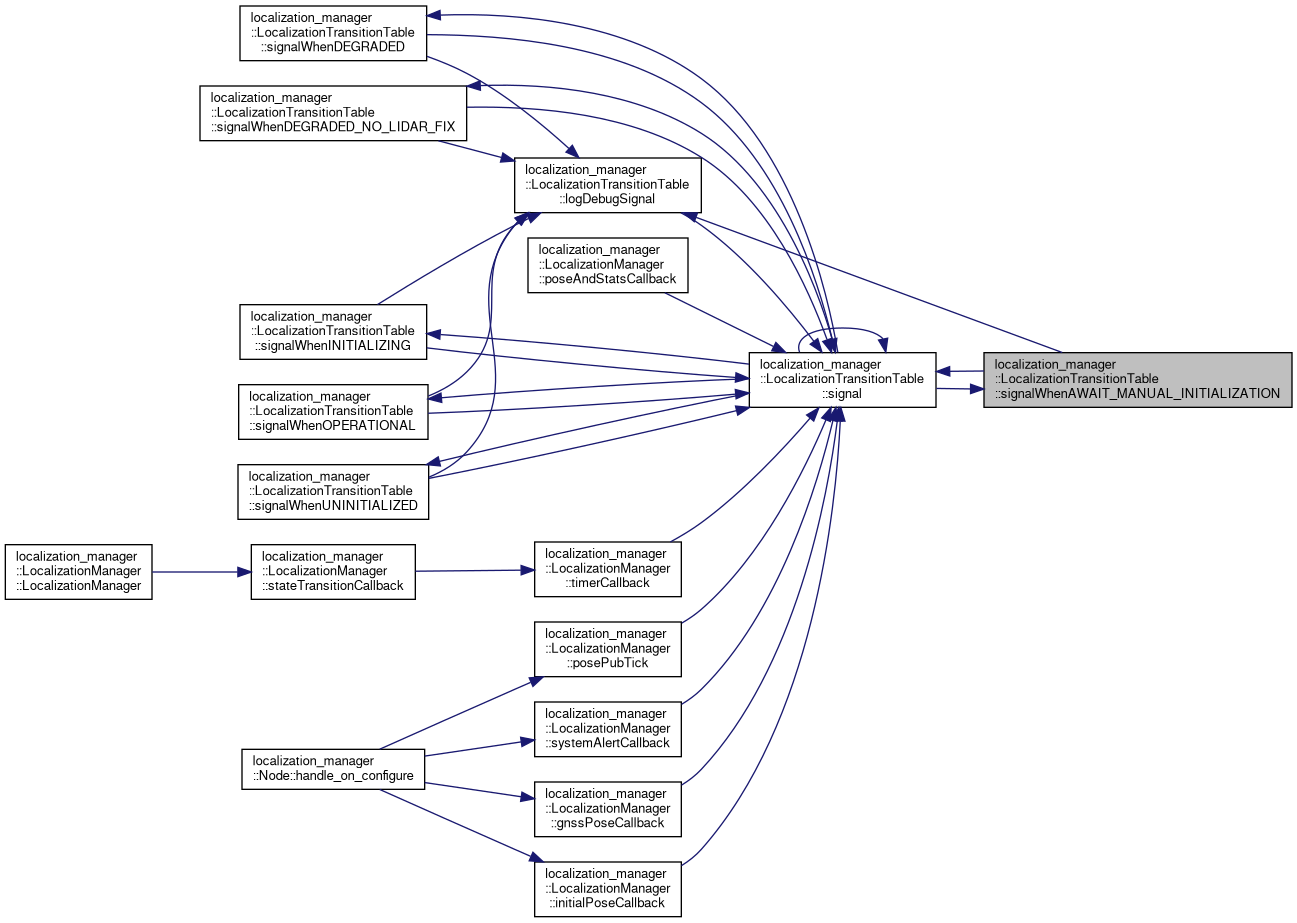 localization_manager
::LocalizationTransitionTable
::signalWhenDEGRADED
localization_manager
::LocalizationTransitionTable
::signalWhenDEGRADED_NO_LIDAR_FIX
localization_manager
::LocalizationTransitionTable
::logDebugSignal
localization_manager
::LocalizationManager
::poseAndStatsCallback
localization_manager
::LocalizationTransitionTable
::signalWhenINITIALIZING
localization_manager
::LocalizationTransitionTable
::signal
localization_manager
::LocalizationTransitionTable
::signalWhenAWAIT_MANUAL_INITIALIZATION
localization_manager
::LocalizationTransitionTable
::signalWhenOPERATIONAL
localization_manager
::LocalizationTransitionTable
::signalWhenUNINITIALIZED
localization_manager
::LocalizationManager
::LocalizationManager
localization_manager
::LocalizationManager
::stateTransitionCallback
localization_manager
::LocalizationManager
::timerCallback
localization_manager
::LocalizationManager
::posePubTick
localization_manager
::LocalizationManager
::systemAlertCallback
localization_manager
::Node::handle_on_configure
localization_manager
::LocalizationManager
::gnssPoseCallback
localization_manager
::LocalizationManager
::initialPoseCallback